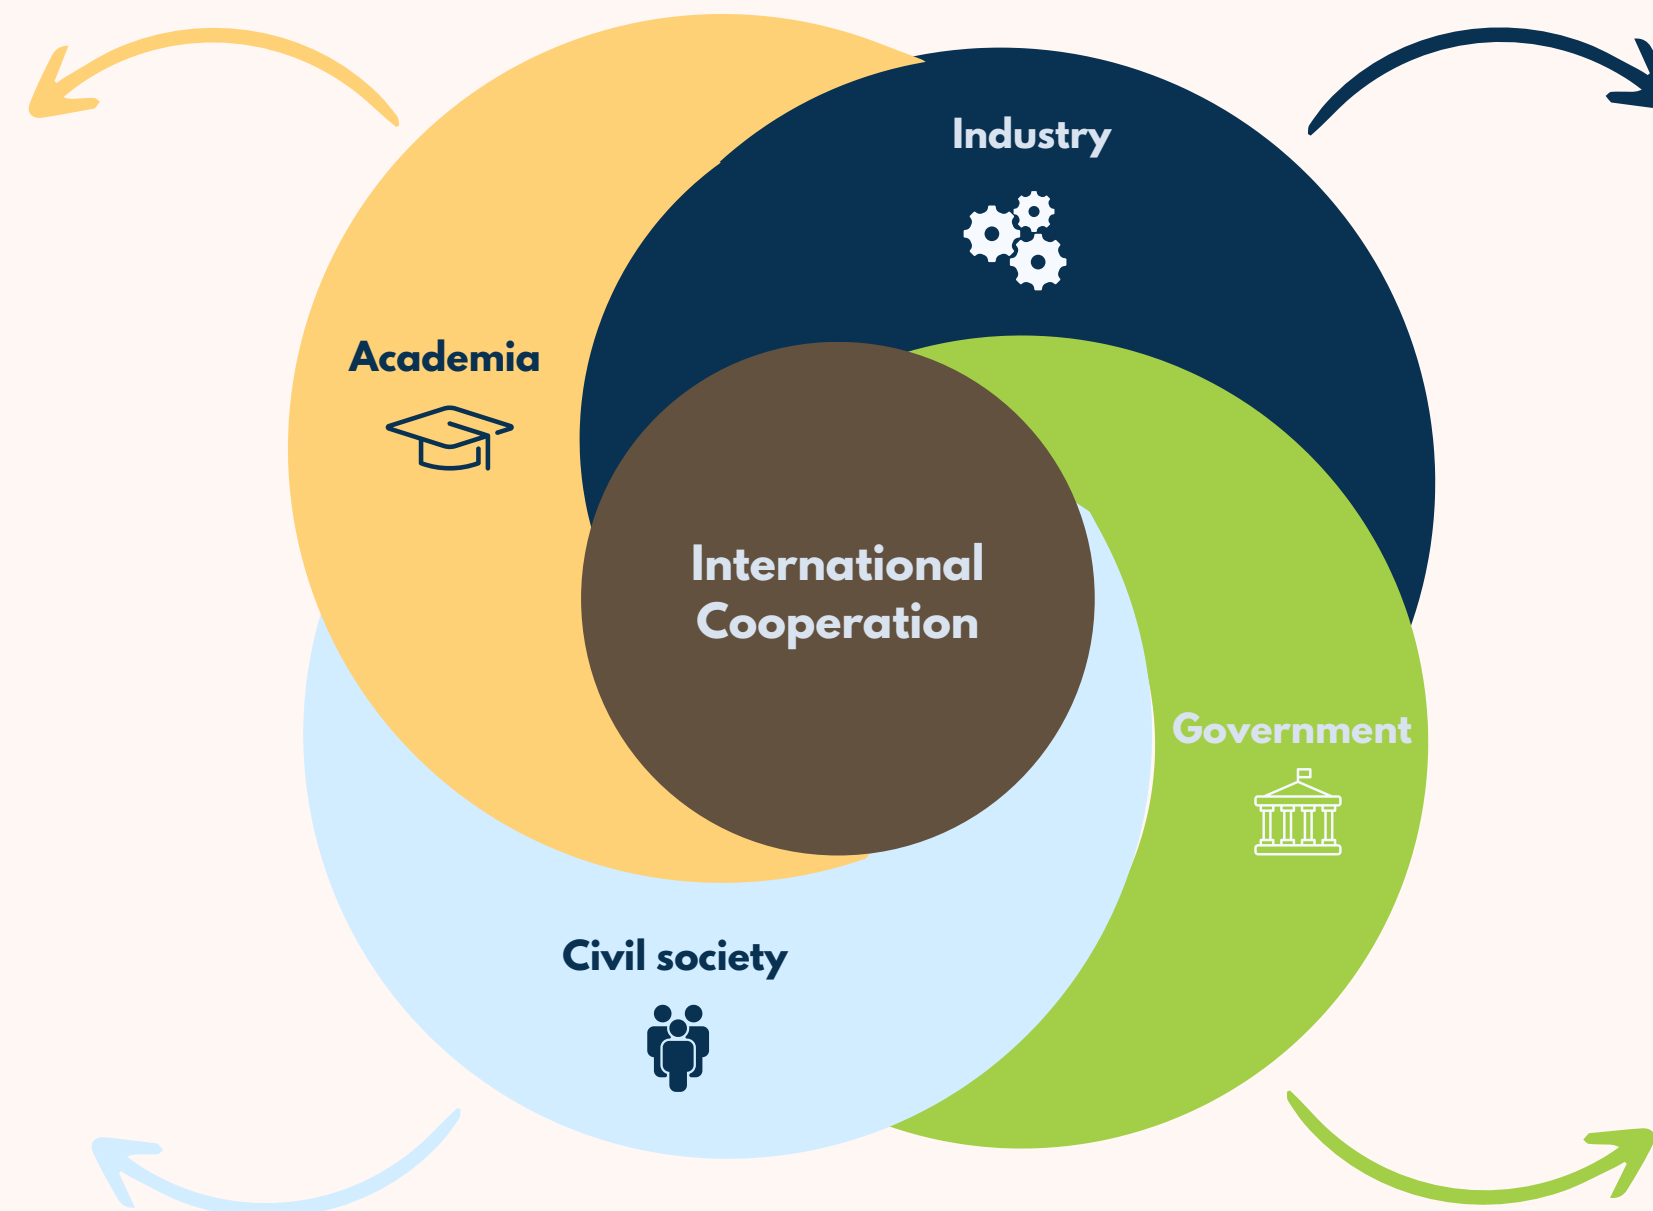 Industry
Academia
International
Cooperation
Government
Civil society